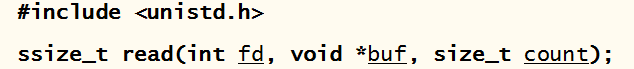 #include <unistd.h>
ssize_t read(int fd, void *buf, size_t count);